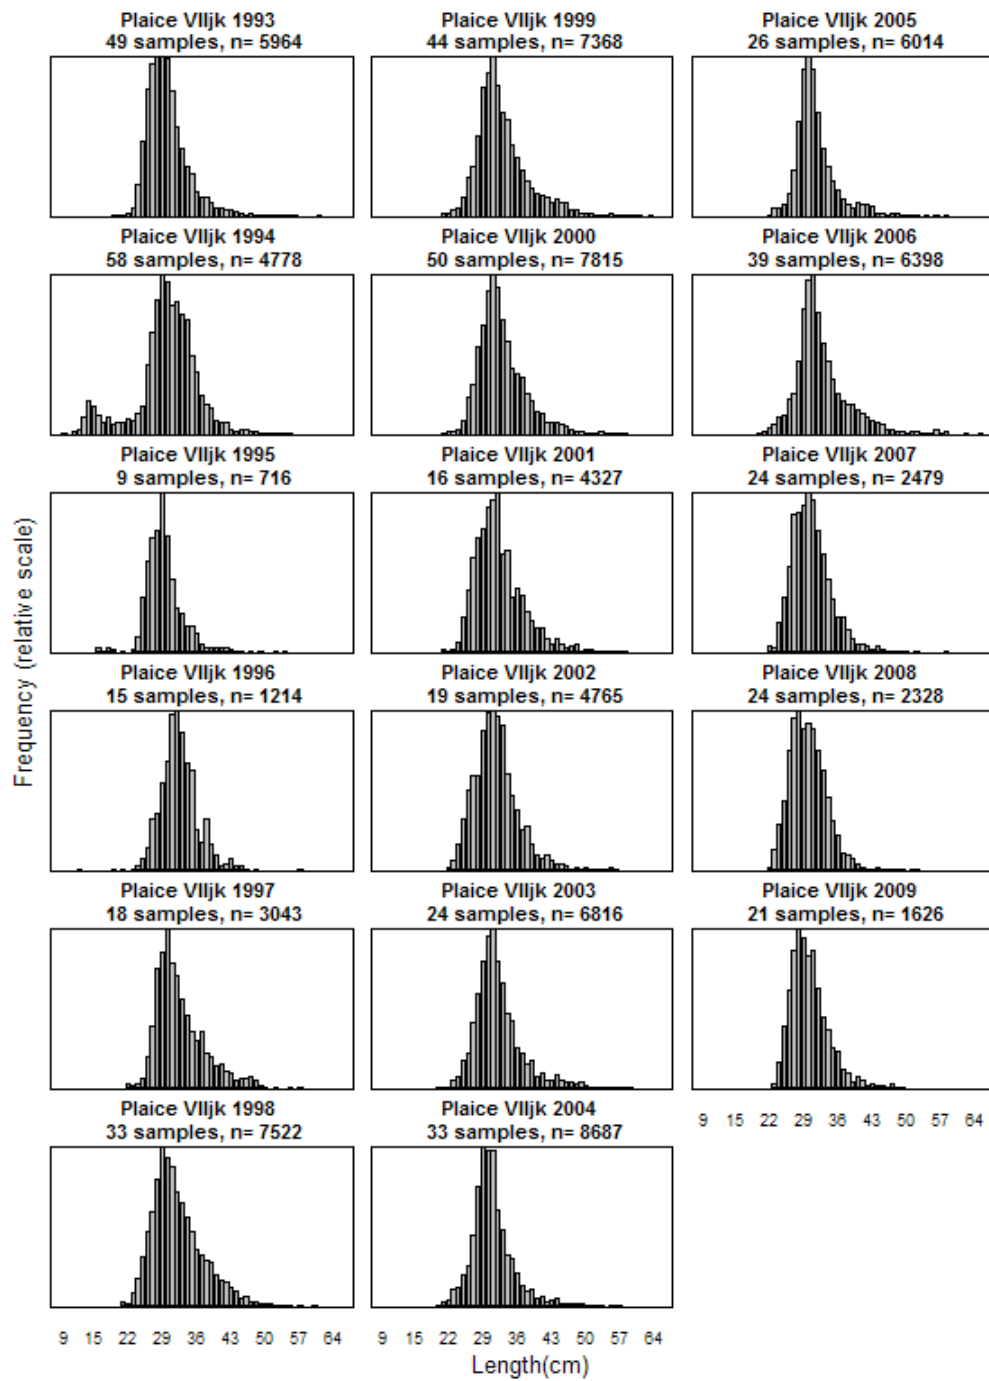 Plaice VIIjk 1993
49 samples, n= 5964
Plaice VIIjk 1999
44 samples, n= 7368
Plaice VIIjk 2005
26 samples, n= 6014
Plaice VIIjk 1994
58 samples, n= 4778
Plaice VIIjk 2000
50 samples, n= 7815
Plaice VIIjk 2006
39 samples, n= 6398
Plaice VIIjk 1995
9 samples, n= 716
Plaice VIIjk 2001
16 samples, n= 4327
Plaice VIIjk 2007
24 samples, n= 2479
Frequency (relative scale)
Plaice VIIjk 1996
15 samples, n= 1214
Plaice VIIjk 2002
19 samples, n= 4765
Plaice VIIjk 2008
24 samples, n= 2328
Plaice VIIjk 1997
18 samples, n= 3043
Plaice VIIjk 2003
24 samples, n= 6816
Plaice VIIjk 2009
21 samples, n= 1626
9 15 22 29 36 43 50 57 64
Plaice VIIjk 1998
33 samples, n= 7522
Plaice VIIjk 2004
33 samples, n= 8687
9 15 22 29 36 43 50 57 64
9 15 22 29 36 43 50 57 64
Length(cm)